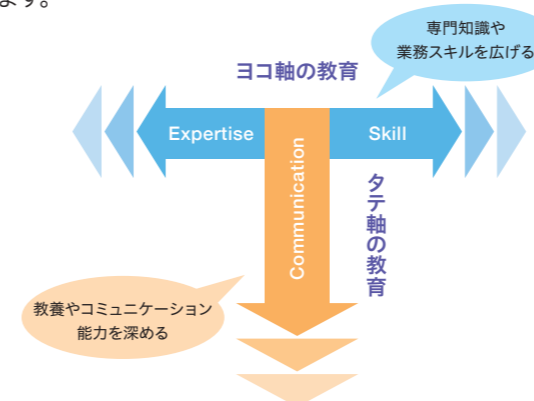 ます。
専門知識や
業務スキルを広げる
ヨコ軸の教育
Expertise
Skill
Communication
タテ軸の教育
教養やコミュニケーション
能力を深める